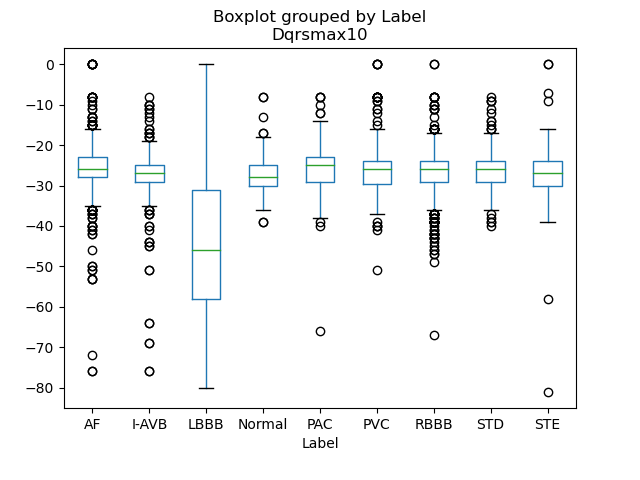 Boxplot grouped by Label
Dqrsmax10
0
−10
−20
−30
−40
−50
−60
−70
−80
AF I-AVB LBBB Normal PAC PVC RBBB STD STE
Label